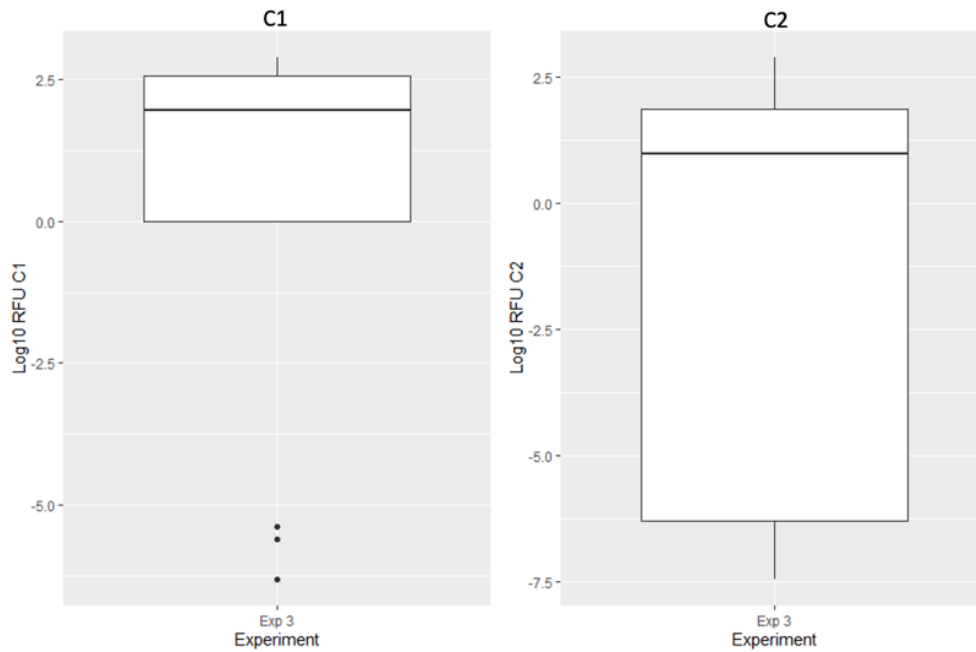 C1
2.5
0.0
-2.5
-5.0
Log10 RFU C1
Exp 3
Experiment
C2
2.5
0.0
-2.5
-5.0
-7.5
Log10 RFU C2
Exp 3
Experiment